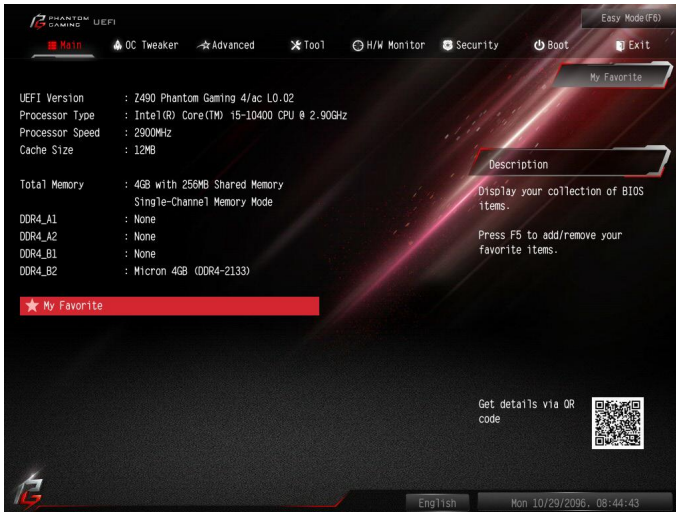 PHANTOM GAMING UEFI
Easy Mode(F6)
Main OC Tweaker Advanced Tool H/W Monitor Security Boot Exit
My Favorite
UEFI Version : Z490 Phantom Gaming 4/ac L0.02
Processor Type : Intel(R) Core(TM) i5-10400 CPU @ 2.90GHz
Processor Speed : 2900MHz
Cache Size : 12MB
Total Memory : 4GB with 256MB Shared Memory
Single-Channel Memory Mode
DDR4_A1 : None
DDR4_A2 : None
DDR4_B1 : None
DDR4_B2 : Micron 4GB (DDR4-2133)
My Favorite
Description
Display your collection of BIOS
items.
Press F5 to add/remove your
favorite items.
Get details via QR
code
English
Mon 10/29/2096, 08:44:43